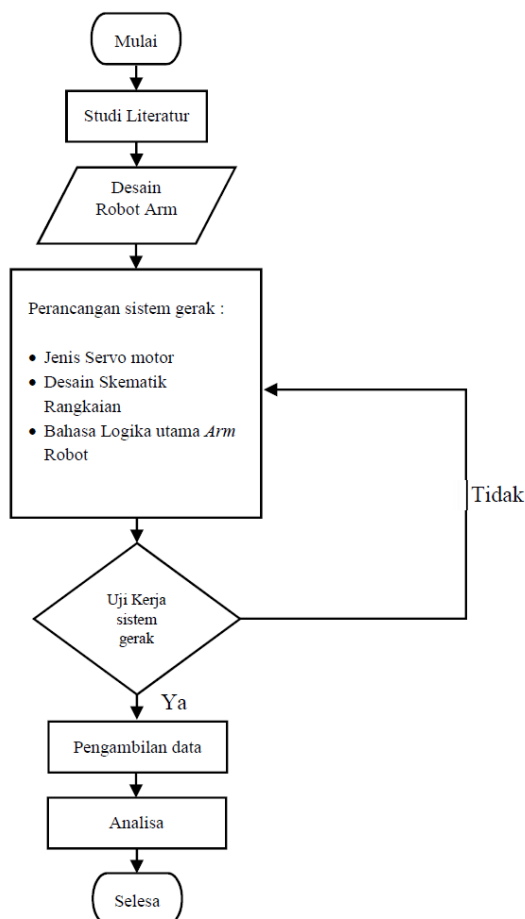 Mulai
Studi Literatur
Desain
Robot Arm
Perancangan sistem gerak :
• Jenis Servo motor
• Desain Skematik
Rangkaian
• Bahasa Logika utama Arm
Robot
Tidak
Uji Kerja
sistem
gerak
Ya
Pengambilan data
Analisa
Selesa